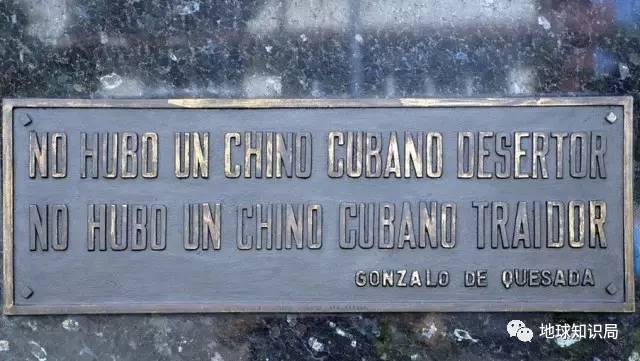 NO HUBO UN CHINO CUBANO DESERTOR
NO HUBO UN CHINO CUBANO TRAIDOR
GONZALO DE QUESADA
地球知识局